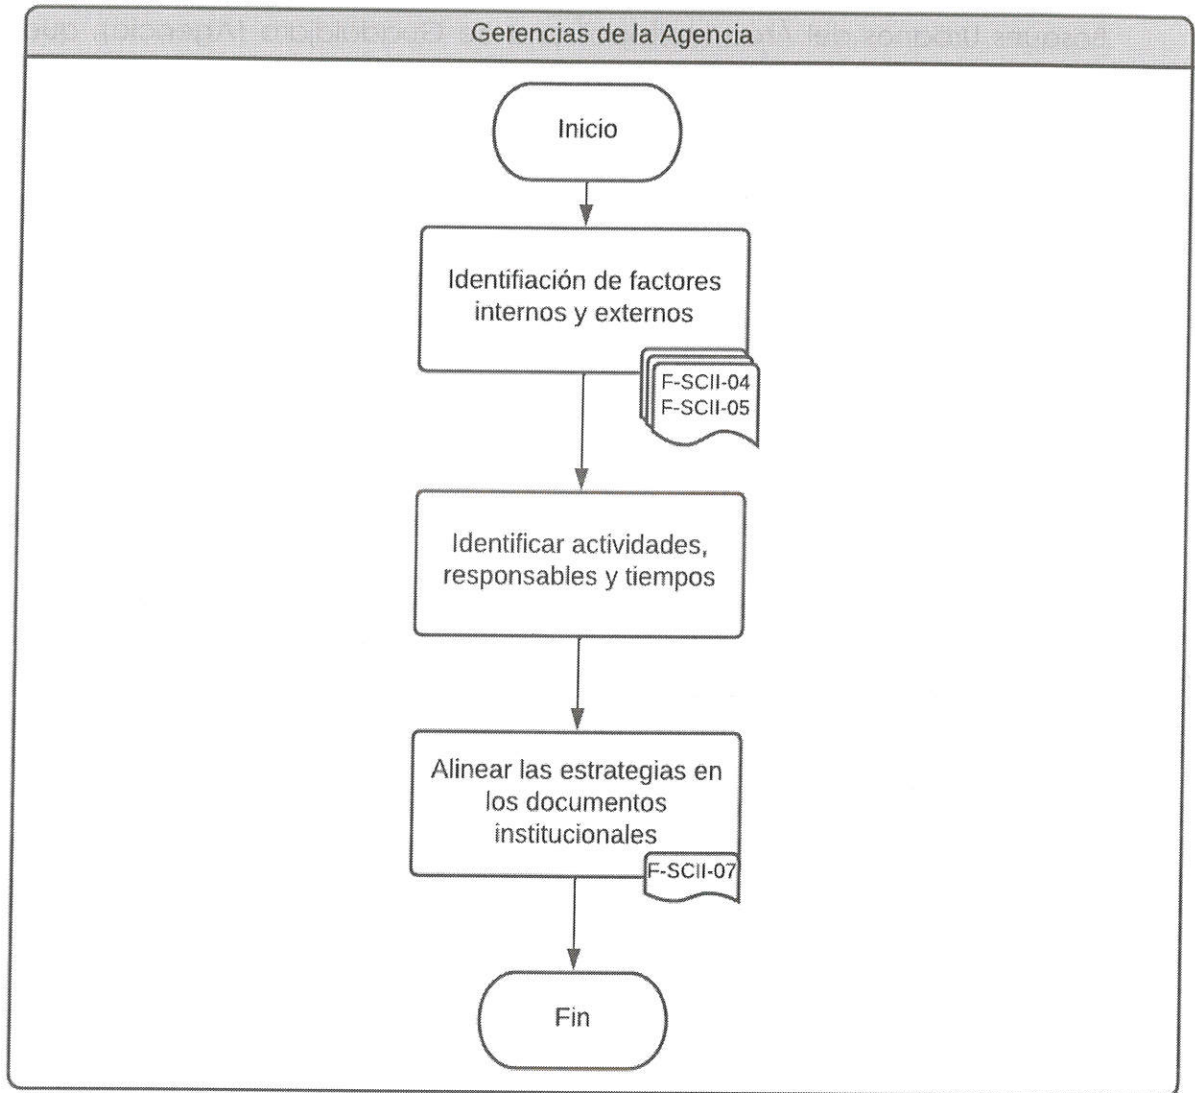 Gerencias de la Agencia
Inicio
Identifiación de factores
internos y externos
F-SCII-04
F-SCII-05
Identificar actividades,
responsables y tiempos
Alinear las estrategias en
los documentos
institucionales
F-SCII-07
Fin